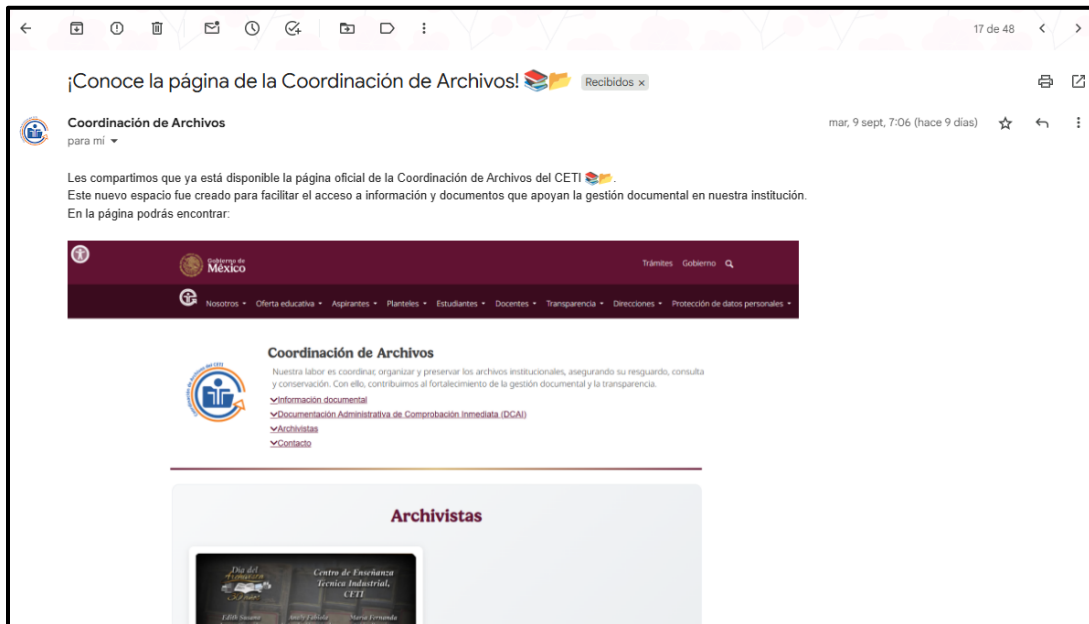 17 de 48
¡Conoce la página de la Coordinación de Archivos! 📚📂 Recibidos ×
Coordinación de Archivos
mar, 9 sept, 7:06 (hace 9 días)
para mí
Les compartimos que ya está disponible la página oficial de la Coordinación de Archivos del CETI 📚📂.
Este nuevo espacio fue creado para facilitar el acceso a información y documentos que apoyan la gestión documental en nuestra institución.
En la página podrás encontrar:
Gobierno de
México
Trámites Gobierno
Nosotros Oferta educativa Aspirantes Planteles Estudiantes Docentes Transparencia Direcciones Protección de datos personales
Coordinación de Archivos
Nuestra labor es coordinar, organizar y preservar los archivos institucionales, asegurando su resguardo, consulta
y conservación. Con ello, contribuimos al fortalecimiento de la gestión documental y la transparencia.
Información documental
Documentación Administrativa de Comprobación Inmediata (DCAI)
Archivistas
Contacto
Archivistas
Día del
Centro de Enseñanza
Técnica Industrial,
CETI
Edith Susana
María Fernanda